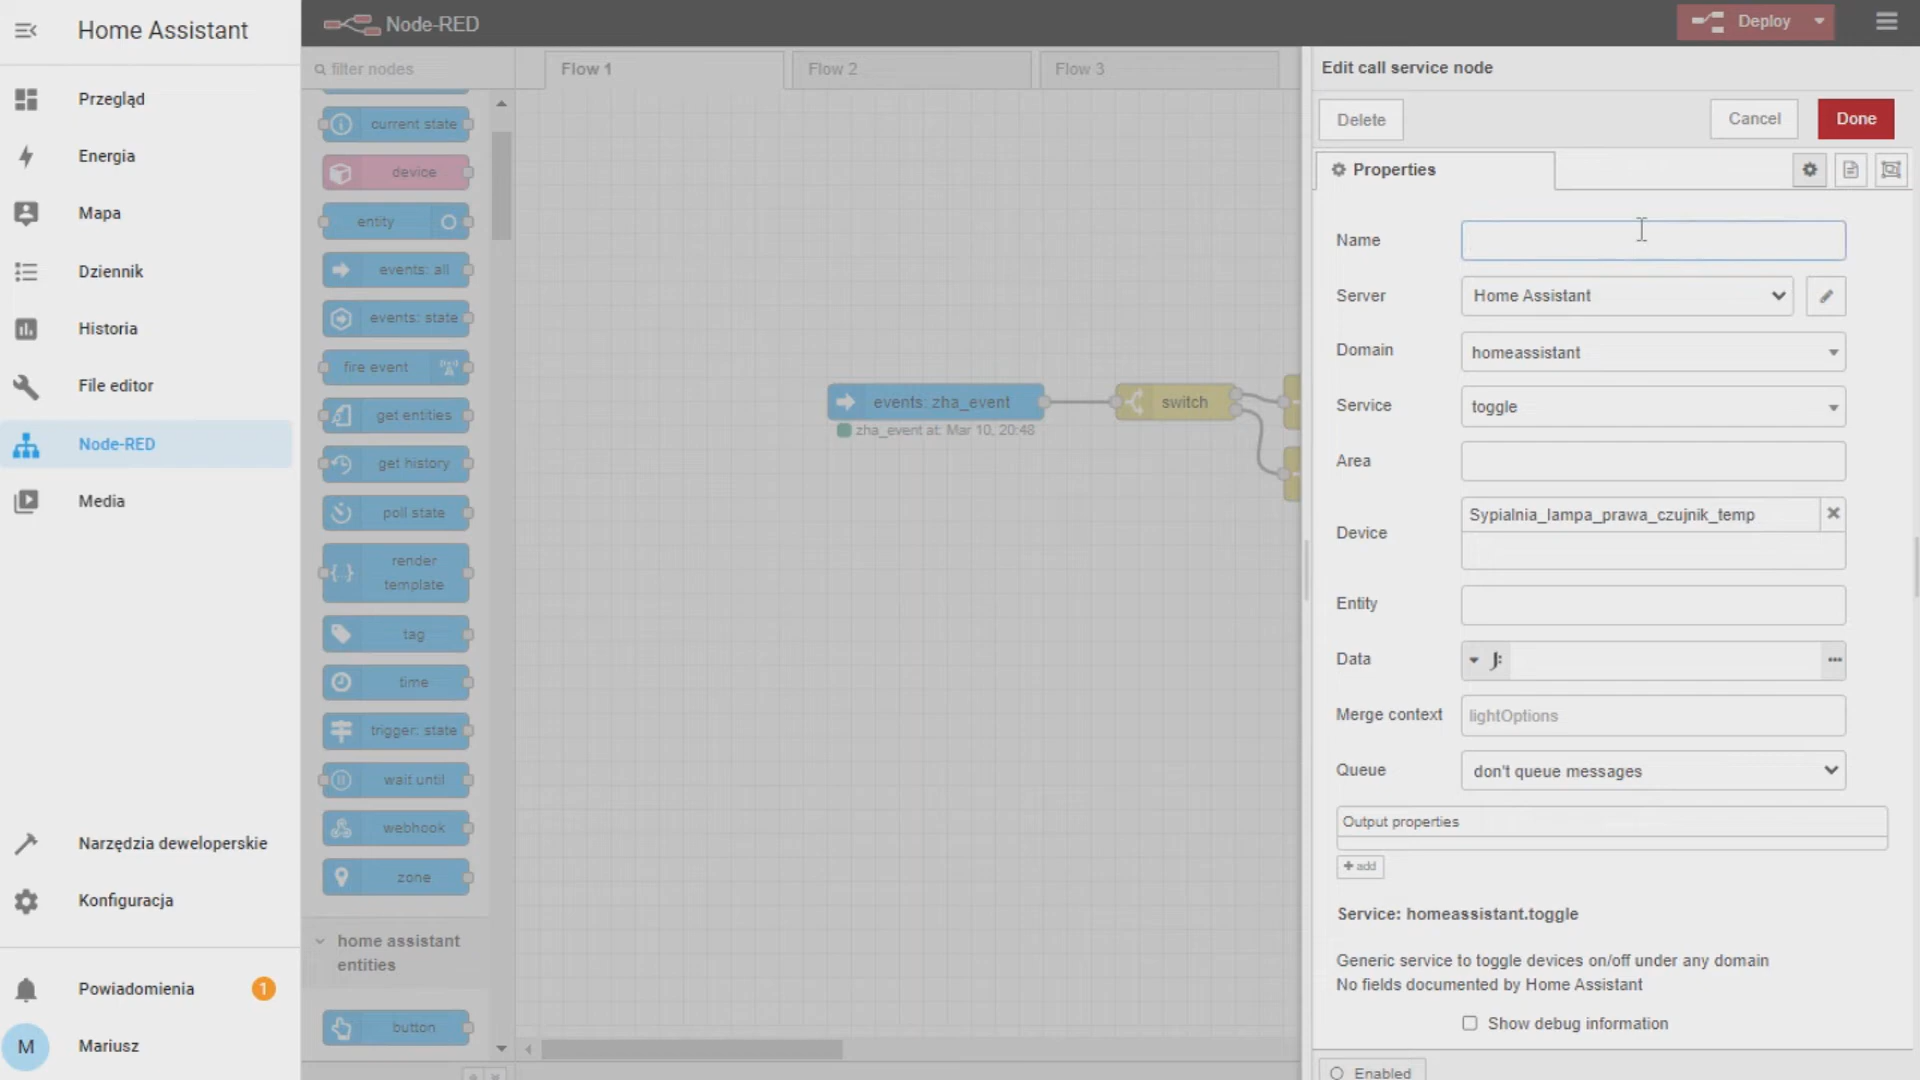 Home Assistant
Przegląd
Energia
Mapa
Dziennik
Historia
File editor
Node-RED
Media
Narzędzia deweloperskie
Konfiguracja
Powiadomienia 1
M Mariusz
Node-RED
Deploy
filter nodes
current state
device
entity
events: all
events: state
fire event
get entities
get history
poll state
render
template
tag
time
trigger: state
wait until
webhook
zone
home assistant
entities
button
Flow 1
Flow 2
Flow 3
events: zha_event
zha_event at: Mar 10, 20:48
switch
Edit call service node
Delete
Cancel
Done
Properties
Name
Server Home Assistant
Domain homeassistant
Service toggle
Area
Device Sypialnia_lampa_prawa_czujnik_temp
Entity
Data J:
Merge context lightOptions
Queue don't queue messages
Output properties
+ add
Service: homeassistant.toggle
Generic service to toggle devices on/off under any domain
No fields documented by Home Assistant
Show debug information
Enabled